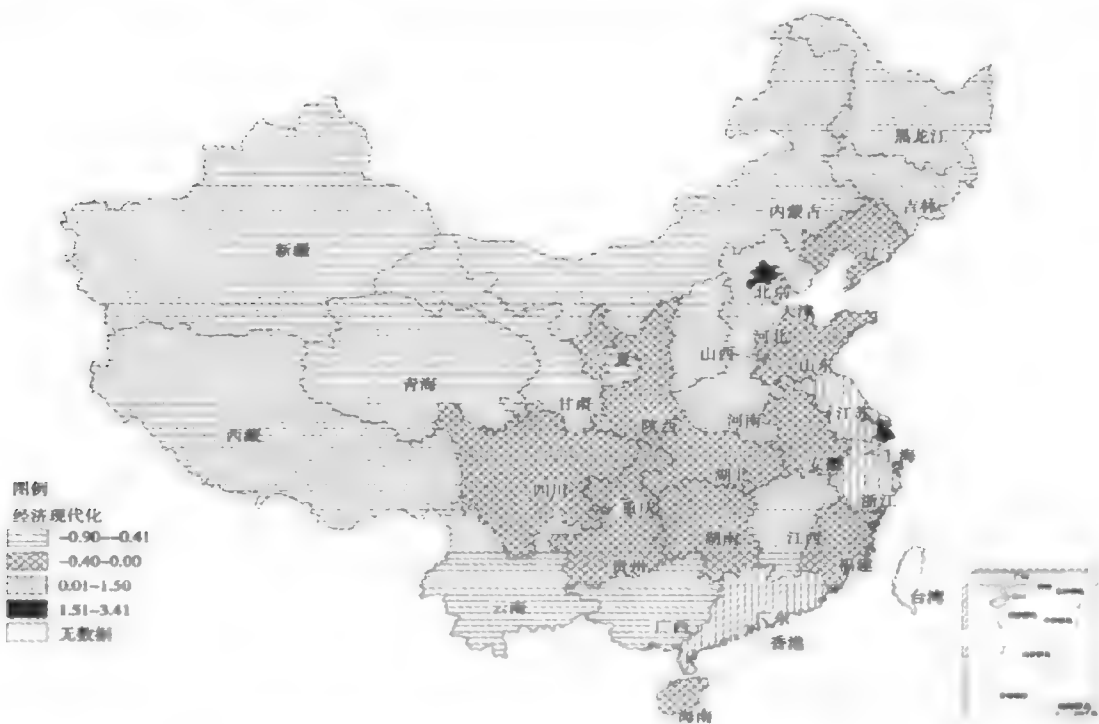 黑龙江
吉林
内蒙古
新疆
北京
天津
河北
山西
山东
夏
青海
甘肃
江苏
陕西
河南
西藏
上海
安徽
湖北
四川
重庆
浙江
湖南
江西
贵州
福建
云南
广西
广东
台湾
香港
海南
图例
经济现代化
-0.90--0.41
-0.40-0.00
0.01-1.50
1.51-3.41
无数据